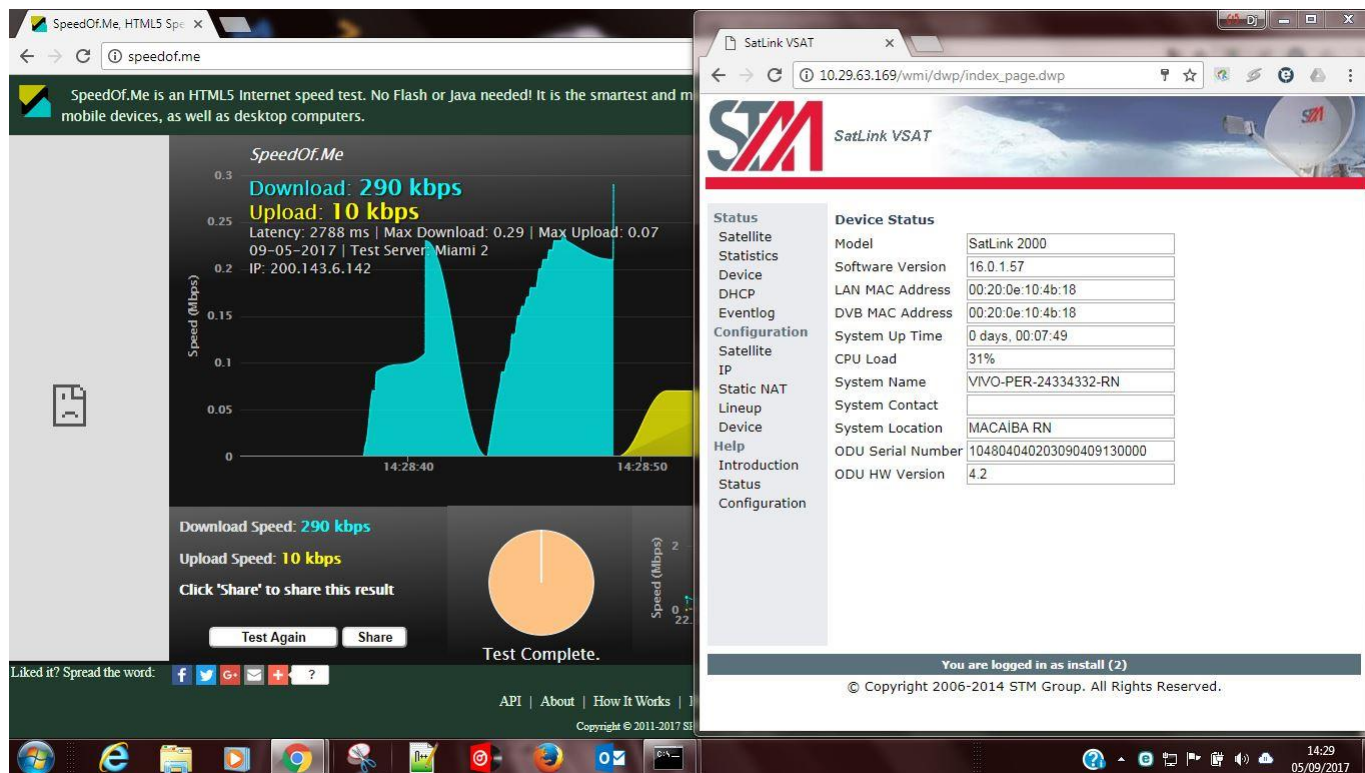 SpeedOf.Me, HTML5 Spe
speedof.me
SpeedOf.Me is an HTML5 Internet speed test. No Flash or Java needed! It is the smartest and m
mobile devices, as well as desktop computers.
SpeedOf.Me
Download: 290 kbps
Upload: 10 kbps
Latency: 2788 ms | Max Download: 0.29 | Max Upload: 0.07
09-05-2017 | Test Server: Miami 2
IP: 200.143.6.142
Speed (Mbps)
0.3
0.25
0.2
0.15
0.1
0.05
0
14:28:40
14:28:50
Download Speed: 290 kbps
Upload Speed: 10 kbps
Click 'Share' to share this result
Test Again
Share
Test Complete.
Speed (Mbps)
2
0
22.
Liked it? Spread the word:
?
API | About | How It Works |
Copyright © 2011-2017
Dj
SatLink VSAT
10.29.63.169/wmi/dwp/index_page.dwp
STM
SatLink VSAT
STM
Status
Satellite
Statistics
Device
DHCP
Eventlog
Configuration
Satellite
IP
Static NAT
Lineup
Device
Help
Introduction
Status
Configuration
Device Status
Model SatLink 2000
Software Version 16.0.1.57
LAN MAC Address 00:20:0e:10:4b:18
DVB MAC Address 00:20:0e:10:4b:18
System Up Time 0 days, 00:07:49
CPU Load 31%
System Name VIVO-PER-24334332-RN
System Contact
System Location MACAÍBA RN
ODU Serial Number 104804040203090409130000
ODU HW Version 4.2
You are logged in as install (2)
© Copyright 2006-2014 STM Group. All Rights Reserved.
14:29
05/09/2017